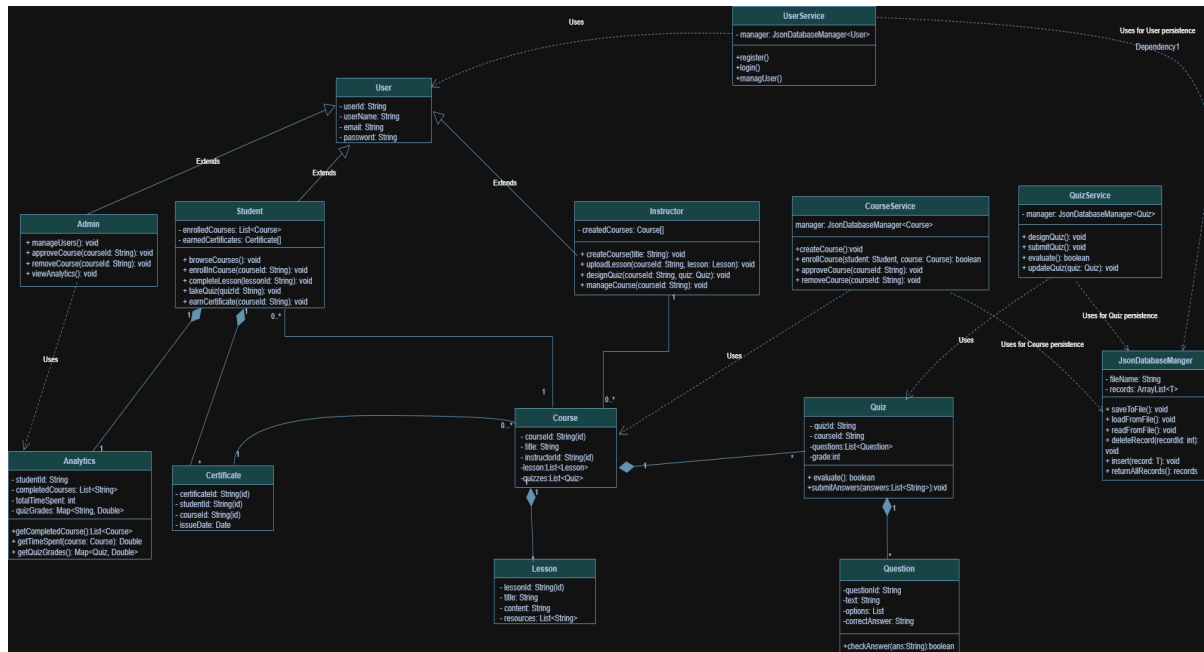 UserService
- manager: JsonDatabaseManager<User>
+register()
+login()
+managUser()
Uses
Uses for User persistence
Dependency1
User
- userId: String
- userName: String
- email: String
- password: String
Extends
Extends
Extends
Admin
+ manageUsers(): void
+ approveCourse(courseId: String): void
+ removeCourse(courseId: String): void
+ viewAnalytics(): void
Student
- enrolledCourses: List<Course>
- earnedCertificates: Certificate[]
+ browseCourses(): void
+ enrollInCourse(courseId: String): void
+ completeLesson(lessonId: String): void
+ takeQuiz(quizId: String): void
+ earnCertificate(courseId: String): void
Instructor
- createdCourses: Course[]
+ createCourse(title: String): void
+ uploadLesson(courseId: String, lesson: Lesson): void
+ designQuiz(courseId: String, quiz: Quiz): void
+ manageCourse(courseId: String): void
CourseService
manager: JsonDatabaseManager<Course>
+createCourse():void
+ enrollCourse(student: Student, course: Course): boolean
+ approveCourse(courseId: String): void
+ removeCourse(courseId: String): void
QuizService
- manager: JsonDatabaseManager<Quiz>
+ designQuiz(): void
+ submitQuiz(): void
+ evaluate(): boolean
+ updateQuiz(quiz: Quiz): void
1
1
0..*
1
Uses
Uses for Quiz persistence
Uses
Uses for Course persistence
Uses
JsonDatabaseManger
- fileName: String
- records: ArrayList<T>
+ saveToFile(): void
+ loadFromFile(): void
+ readFromFile(): void
+ deleteRecord(recordId: int):
void
+ insert(record: T): void
+ returnAllRecords(): records
1
0..*
Course
- courseId: String(id)
- title: String
- instructorId: String(id)
-lesson:List<Lesson>
-quizzes:List<Quiz>
0..*
1
1
*
Quiz
- quizId: String
- courseId: String
-questions:List<Question>
-grade:int
+ evaluate(): boolean
+submitAnswers(answers:List<String>):void
1
*
Analytics
- studentId: String
- completedCourses: List<String>
- totalTimeSpent: int
- quizGrades: Map<String, Double>
+getCompletedCourse():List<Course>
+ getTimeSpent(course: Course): Double
+ getQuizGrades(): Map<Quiz, Double>
1
*
1
Certificate
- certificateId: String(id)
- studentId: String(id)
- courseId: String(id)
- issueDate: Date
1
*
Lesson
- lessonId: String(id)
- title: String
- content: String
- resources: List<String>
Question
-questionId: String
-text: String
-options: List
-correctAnswer: String
+checkAnswer(ans:String):boolean